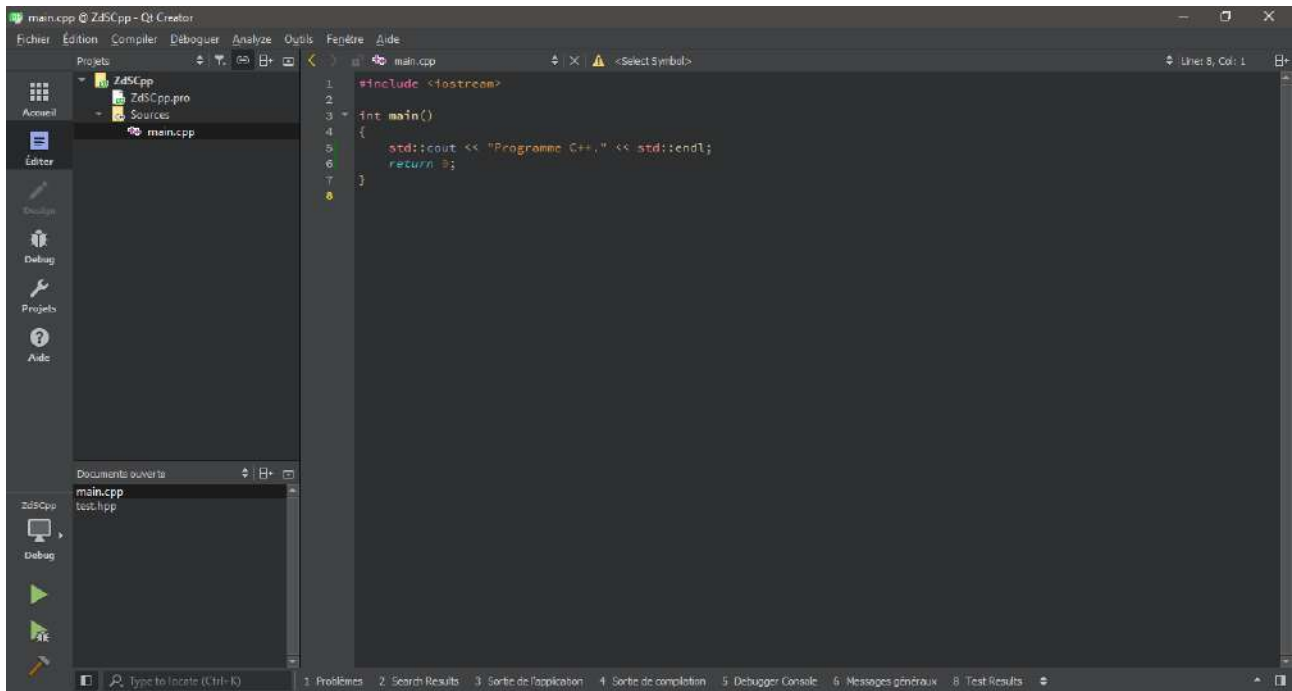 main.cpp @ ZdSCpp - Qt Creator
Fichier Édition Compiler Déboguer Analyze Outils Fenêtre Aide
Projets
main.cpp
<Select Symbol>
Line: 8, Col: 1
Accueil
Éditer
Design
Debug
Projets
Aide
ZdSCpp
ZdSCpp.pro
Sources
main.cpp
1 #include <iostream>
2
3 int main()
4 {
5 std::cout << "Programme C++." << std::endl;
6 return 0;
7 }
8
Documents ouverts
main.cpp
test.hpp
ZdSCpp
Debug
Type to locate (Ctrl+K)
1 Problèmes 2 Search Results 3 Sortie de l'application 4 Sortie de compilation 5 Debugger Console 6 Messages généraux 8 Test Results